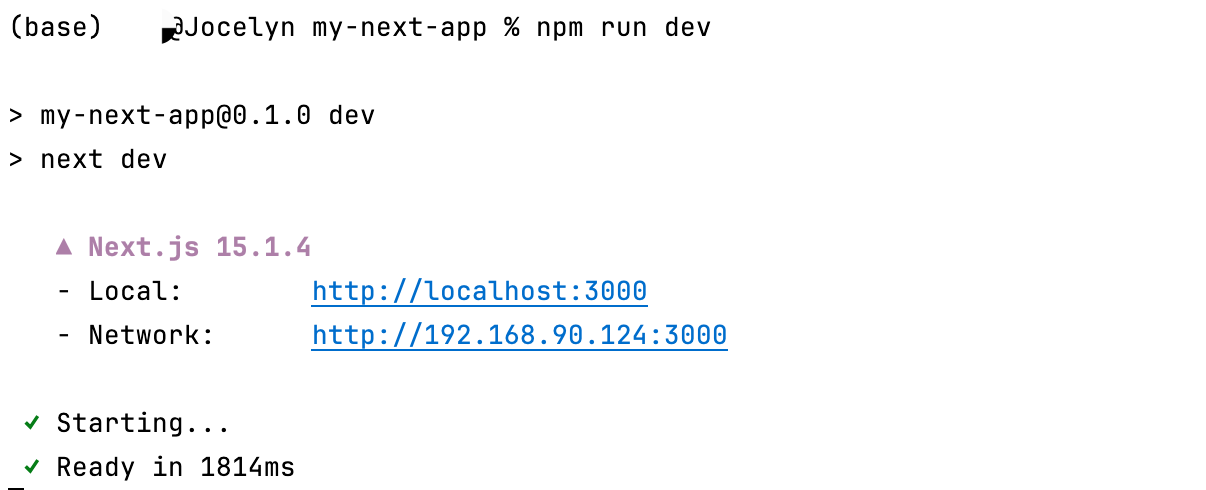 (base) @Jocelyn my-next-app % npm run dev
> my-next-app@0.1.0 dev
> next dev
▲ Next.js 15.1.4
- Local: http://localhost:3000
- Network: http://192.168.90.124:3000
✓ Starting...
✓ Ready in 1814ms